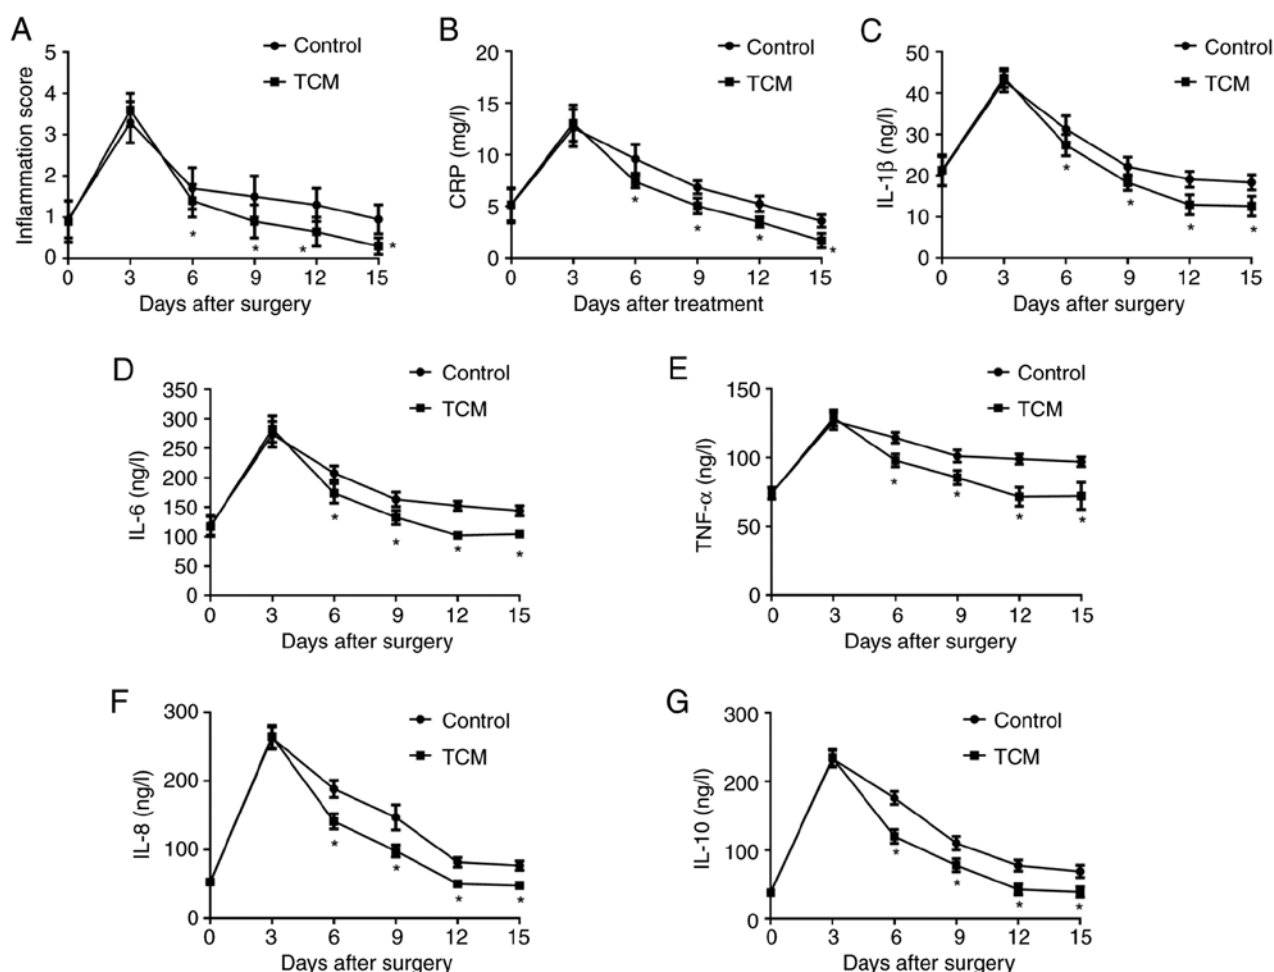 A
Control
TCM
Inflammation score
5
4
3
2
1
0
*
*
*
*
0 3 6 9 12 15
Days after surgery
B
Control
TCM
CRP (mg/l)
20
15
10
5
0
*
*
*
*
0 3 6 9 12 15
Days after treatment
C
Control
TCM
IL-1β (ng/l)
50
40
30
20
10
0
*
*
*
*
0 3 6 9 12 15
Days after surgery
D
Control
TCM
IL-6 (ng/l)
350
300
250
200
150
100
50
0
*
*
*
*
0 3 6 9 12 15
Days after surgery
E
Control
TCM
TNF-α (ng/l)
150
100
50
0
*
*
*
*
0 3 6 9 12 15
Days after surgery
F
Control
TCM
IL-8 (ng/l)
300
200
100
0
*
*
*
*
0 3 6 9 12 15
Days after surgery
G
Control
TCM
IL-10 (ng/l)
300
200
100
0
*
*
*
*
0 3 6 9 12 15
Days after surgery